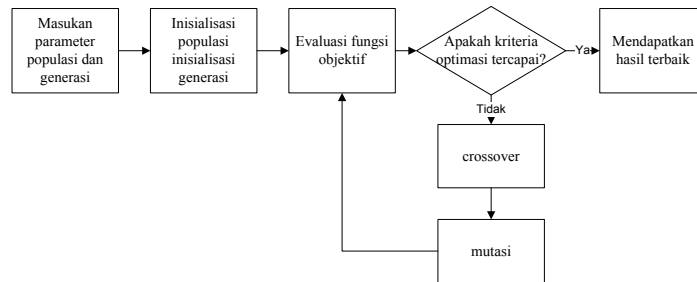 Masukan
parameter
populasi dan
generasi
Inisialisasi
populasi
inisialisasi
generasi
Evaluasi fungsi
objektif
Apakah kriteria
optimasi tercapai?
Ya
Mendapatkan
hasil terbaik
Tidak
crossover
mutasi